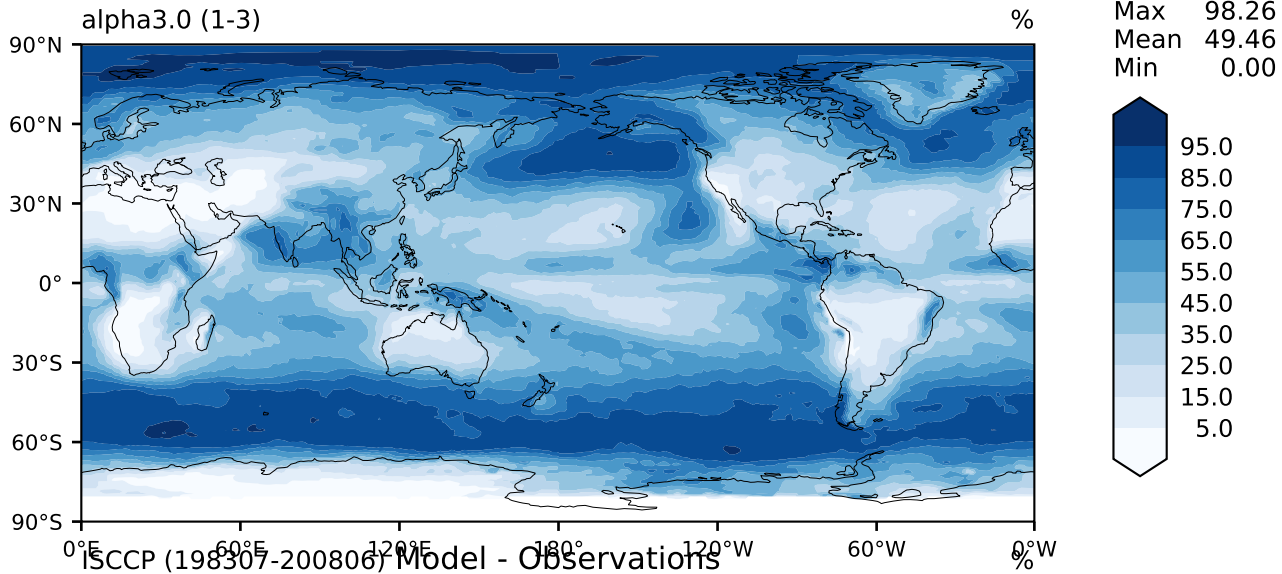 alpha3.0 (1-3) %
Max 98.26
Mean 49.46
Min 0.00
90°N
60°N
30°N
0°
30°S
60°S
90°S
0°E 60°E 120°E 180° 120°W 60°W 0°W
ISCCP (198307-200806) Model - Observations %
95.0
85.0
75.0
65.0
55.0
45.0
35.0
25.0
15.0
5.0